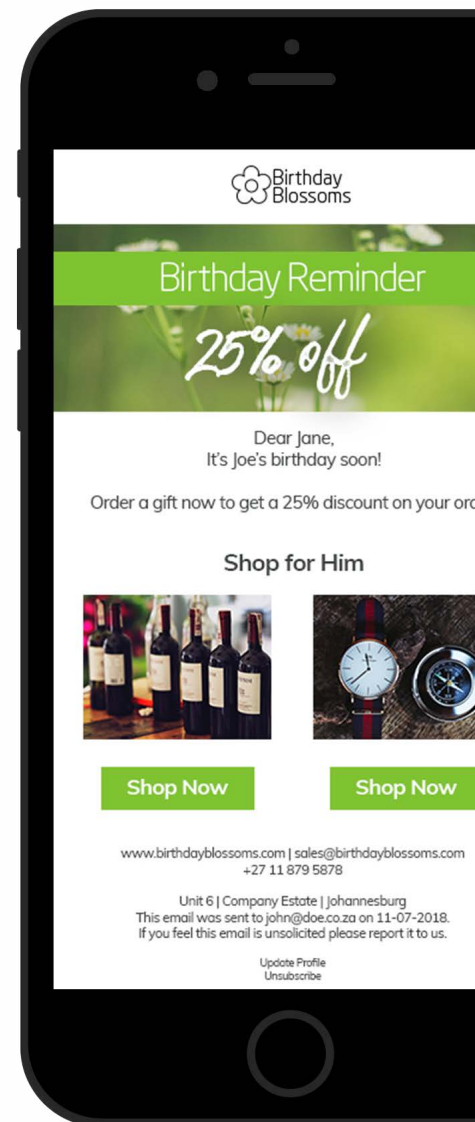 Birthday
Blossoms
Birthday Reminder
25% off
Dear Jane,
It's Joe's birthday soon!
Order a gift now to get a 25% discount on your
Shop for Him
Shop Now
Shop Now
www.birthdayblossoms.com | sales@birthdayblossoms.com
+27 11 879 5878
Unit 6 | Company Estate | Johannesburg
This email was sent to john@doe.co.za on 11-07-2018.
If you feel this email is unsolicited please report it to us.
Update Profile
Unsubscribe